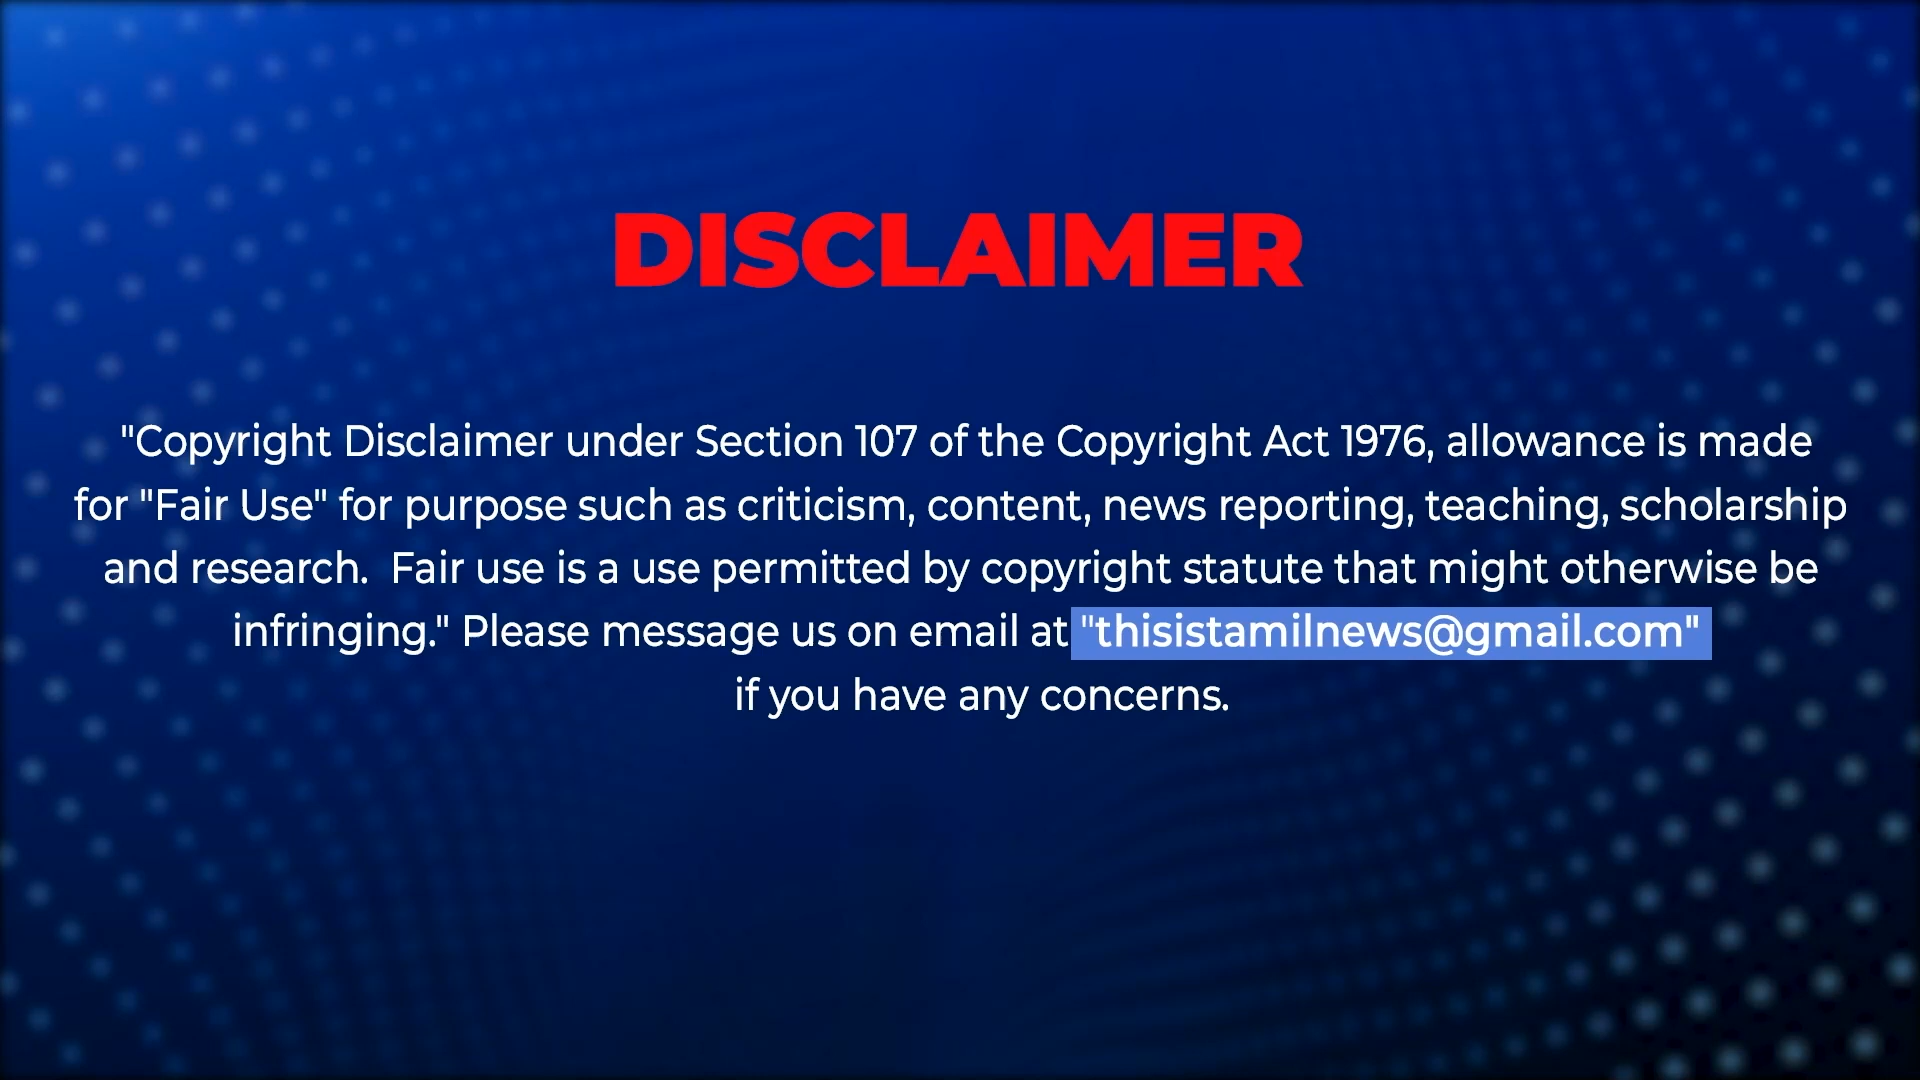 DISCLAIMER
"Copyright Disclaimer under Section 107 of the Copyright Act 1976, allowance is made
for "Fair Use" for purpose such as criticism, content, news reporting, teaching, scholarship
and research.  Fair use is a use permitted by copyright statute that might otherwise be
infringing." Please message us on email at "thisistamilnews@gmail.com"
if you have any concerns.